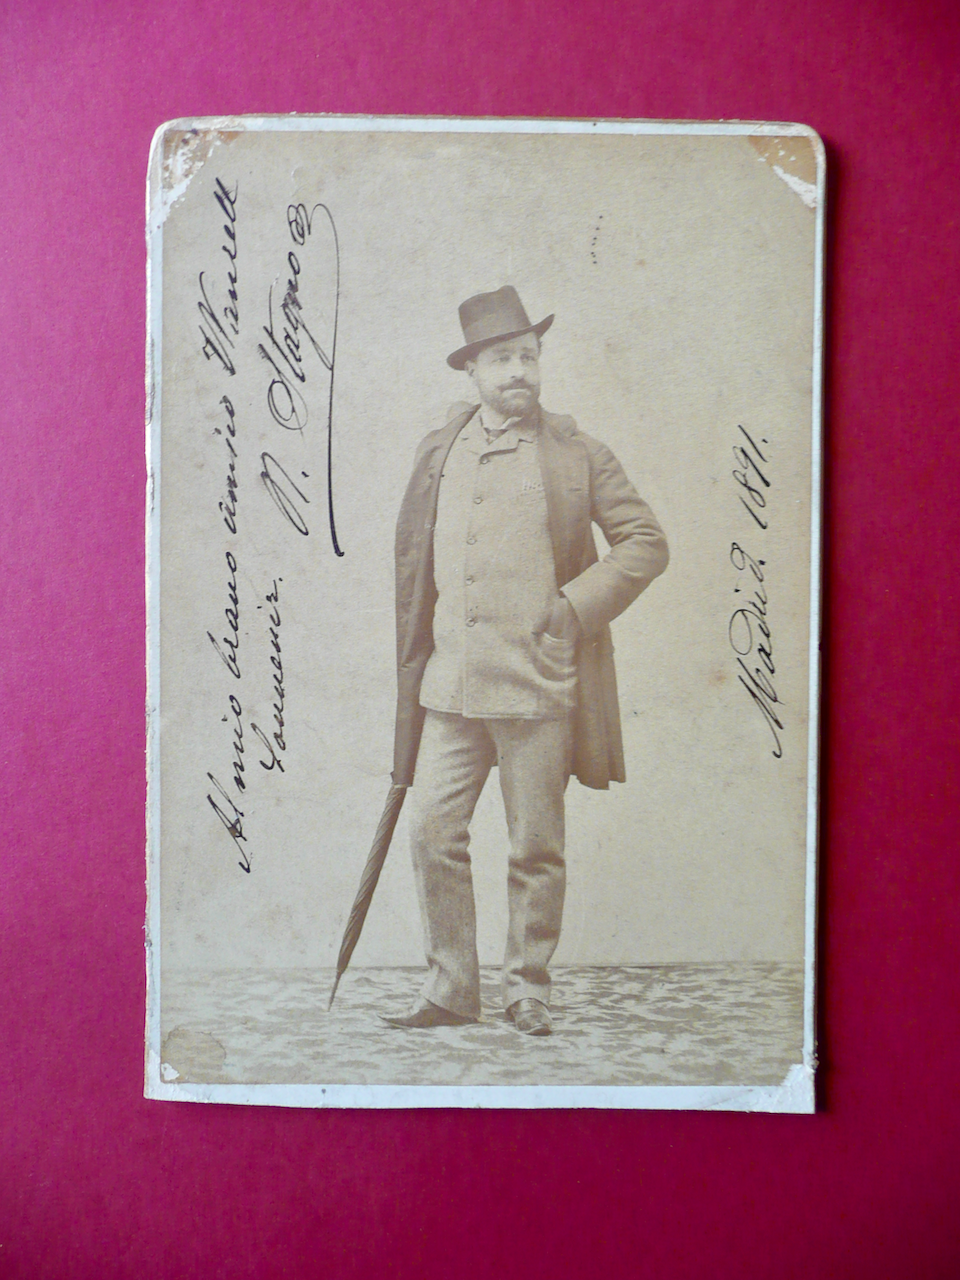 Al mio bravo amico
Souvenir.
N. Stagno
Madrid 1891.